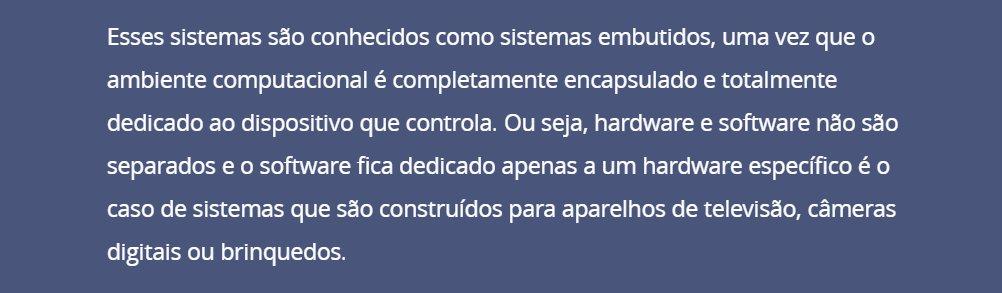 Esses sistemas são conhecidos como sistemas embutidos, uma vez que o
ambiente computacional é completamente encapsulado e totalmente
dedicado ao dispositivo que controla. Ou seja, hardware e software não são
separados e o software fica dedicado apenas a um hardware específico é o
caso de sistemas que são construídos para aparelhos de televisão, câmeras
digitais ou brinquedos.